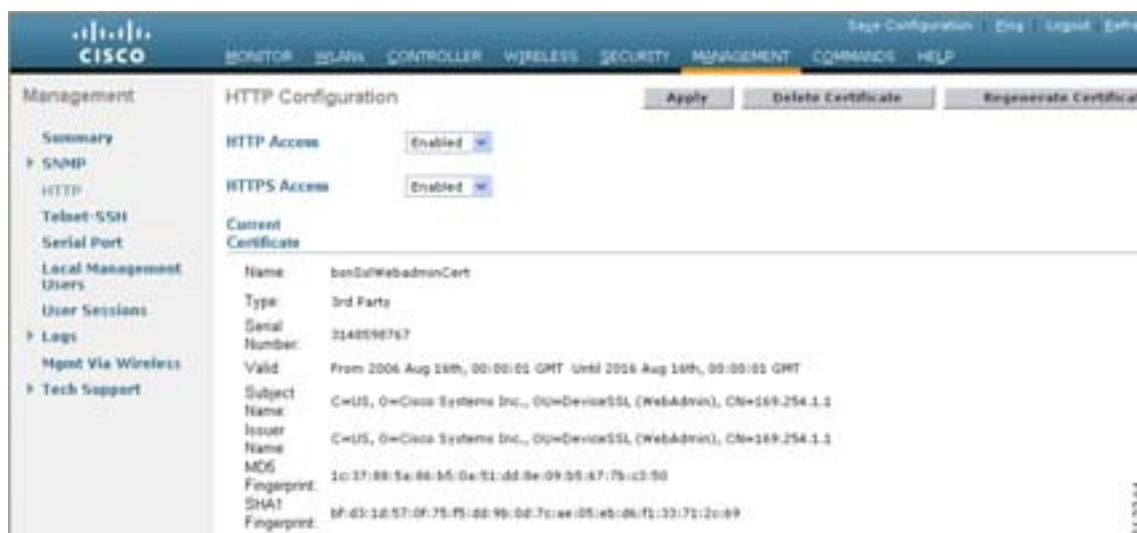 Save Configuration Ping Logout Refre
CISCO
MONITOR WLANs CONTROLLER WIRELESS SECURITY MANAGEMENT COMMANDS HELP
Management
Summary
SNMP
HTTP
Telnet-SSH
Serial Port
Local Management
Users
User Sessions
Logs
Mgmt Via Wireless
Tech Support
HTTP Configuration
Apply
Delete Certificate
Regenerate Certificat
HTTP Access Enabled
HTTPS Access Enabled
Current
Certificate
Name: bsnSslWebadminCert
Type: 3rd Party
Serial
Number: 3140598767
Valid: From 2006 Aug 16th, 00:00:01 GMT Until 2016 Aug 16th, 00:00:01 GMT
Subject
Name: C=US, O=Cisco Systems Inc., OU=DeviceSSL (WebAdmin), CN=169.254.1.1
Issuer
Name: C=US, O=Cisco Systems Inc., OU=DeviceSSL (WebAdmin), CN=169.254.1.1
MD5
Fingerprint:
SHA1
Fingerprint: